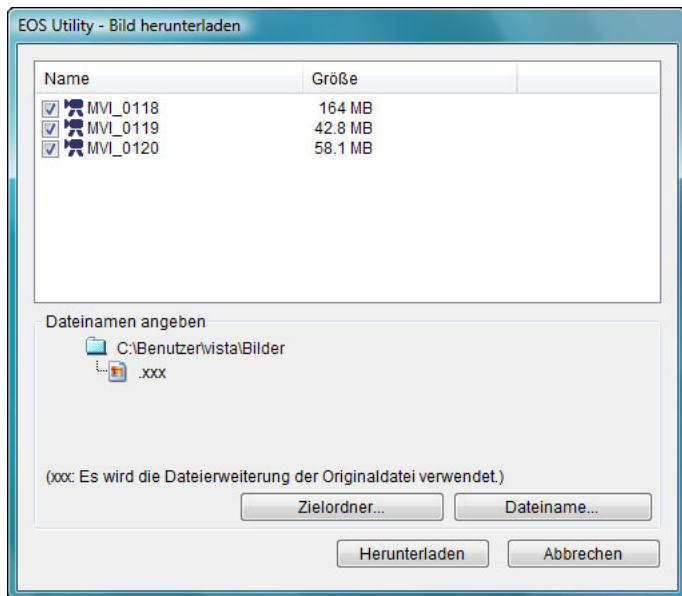 EOS Utility - Bild herunterladen
Name Größe
MVI_0118 164 MB
MVI_0119 42.8 MB
MVI_0120 58.1 MB
Dateinamen angeben
C:\Benutzer\vista\Bilder
.xxx
(xxx: Es wird die Dateierweiterung der Originaldatei verwendet.)
Zielordner... Dateiname...
Herunterladen Abbrechen